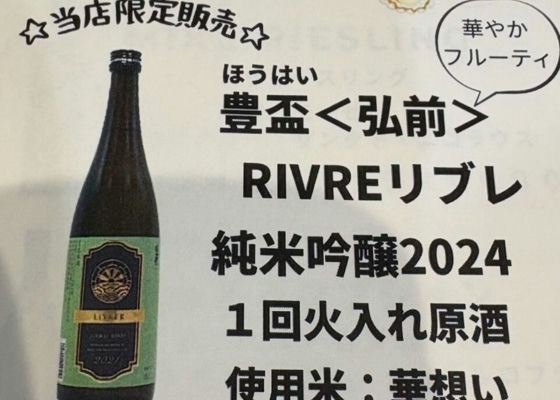 ☆当店限定販売☆
華やか
フルーティ
ほうはい
豊盃＜弘前＞
RIVREリブレ
純米吟醸2024
１回火入れ原酒
使用米：華想い
2024